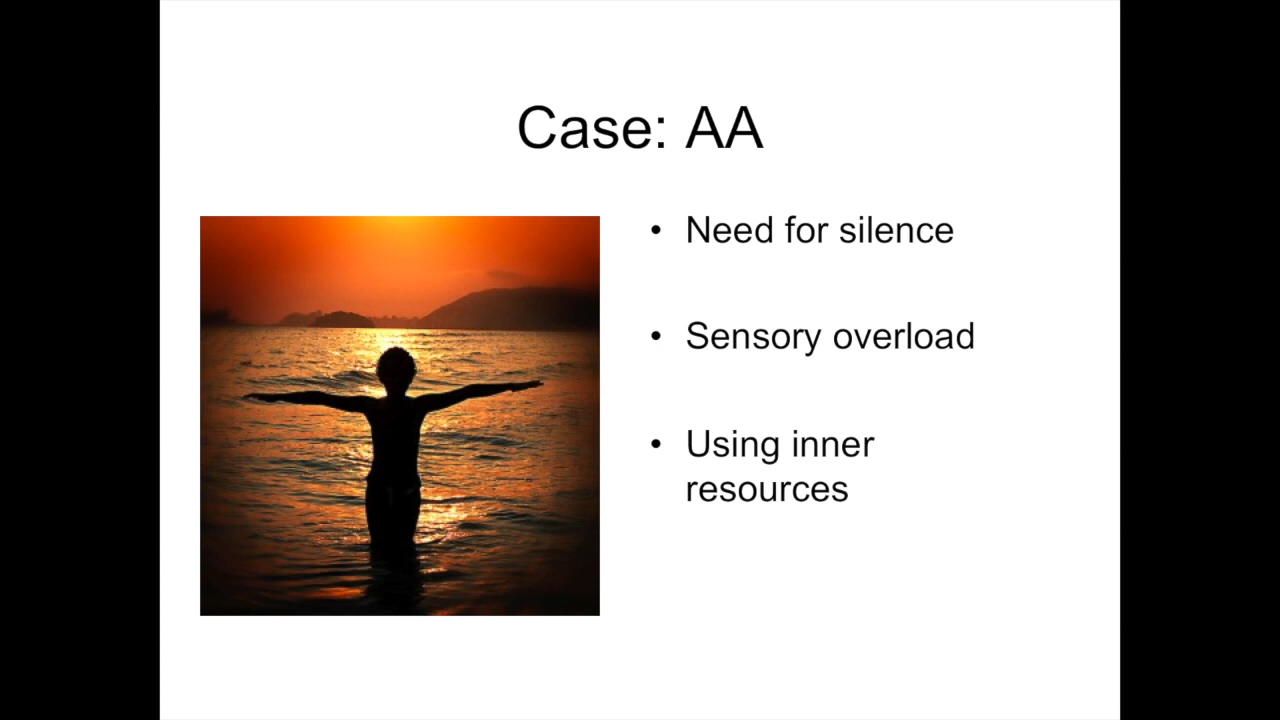 Case: AA
• Need for silence
• Sensory overload
• Using inner
resources